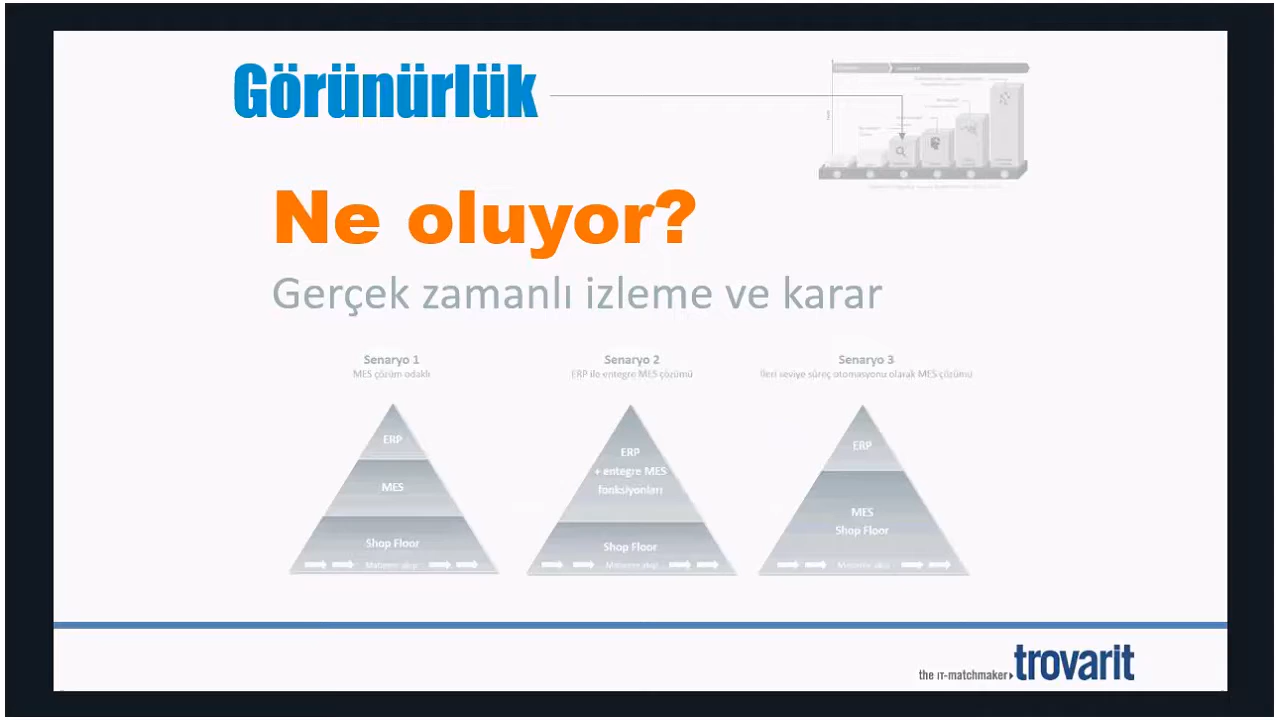 Görünürlük
Ne oluyor?
Gerçek zamanlı izleme ve karar
Senaryo 1
MES çözüm odaklı
Senaryo 2
ERP ile entegre MES çözümü
Senaryo 3
İleri seviye süreç otomasyonu olarak MES çözümü
ERP
MES
Shop Floor
ERP
+ entegre MES
fonksiyonları
Shop Floor
ERP
MES
Shop Floor
the IT-matchmaker
trovarit